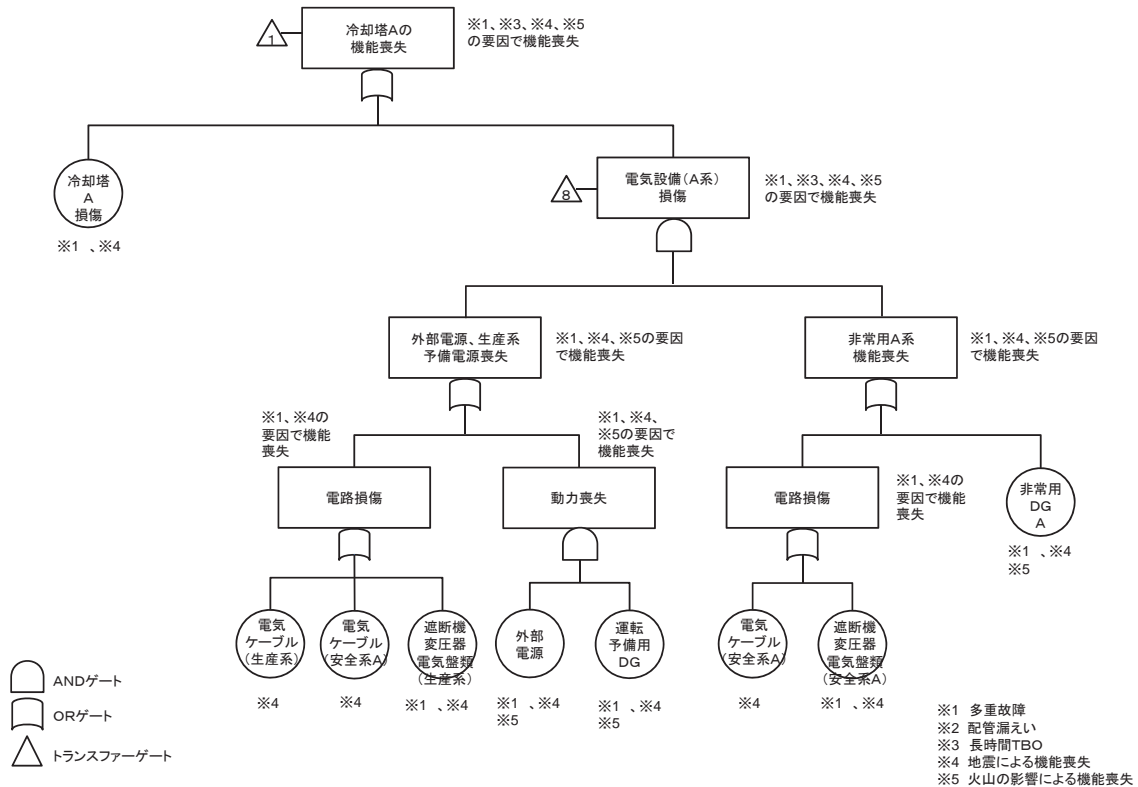 冷却塔Aの
機能喪失
※1、※3、※4、※5
の要因で機能喪失
1
冷却塔
A
損傷
※1 、※4
電気設備（A系）
損傷
8
※1、※3、※4、※5
の要因で機能喪失
外部電源、生産系
予備電源喪失
※1、※4、※5の要因
で機能喪失
非常用A系
機能喪失
※1、※4、※5の要因
で機能喪失
※1、※4の
要因で機能
喪失
電路損傷
※1、※4、
※5の要因で
機能喪失
動力喪失
電路損傷
※1、※4の
要因で機能
喪失
非常用
DG
A
※1 、※4
※5
電気
ケーブル
（生産系）
※4
電気
ケーブル
（安全系A）
※4
遮断機
変圧器
電気盤類
（生産系）
※1 、※4
外部
電源
※1 、※4
※5
運転
予備用
DG
※1 、※4
※5
電気
ケーブル
（安全系A）
※4
遮断機
変圧器
電気盤類
（安全系A）
※1 、※4
ANDゲート
ORゲート
トランスファーゲート
※1 多重故障
※2 配管漏えい
※3 長時間TBO
※4 地震による機能喪失
※5 火山の影響による機能喪失